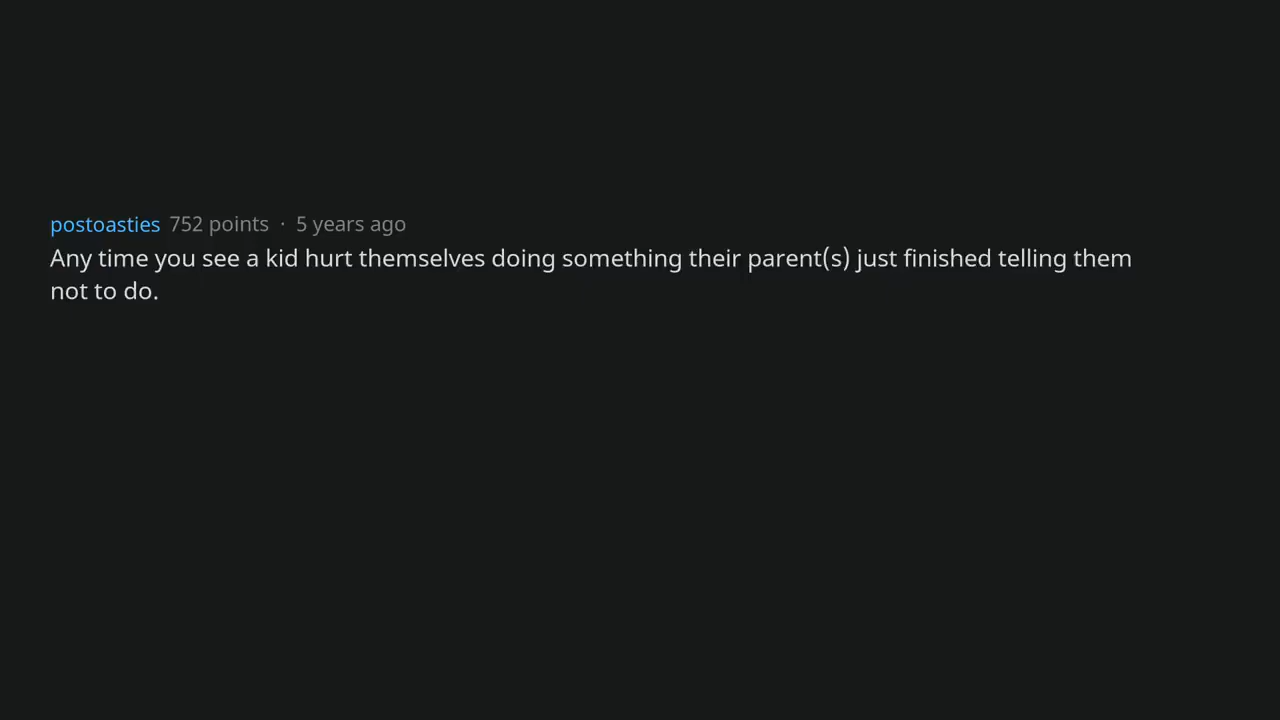 postoasties 752 points · 5 years ago
Any time you see a kid hurt themselves doing something their parent(s) just finished telling them
not to do.